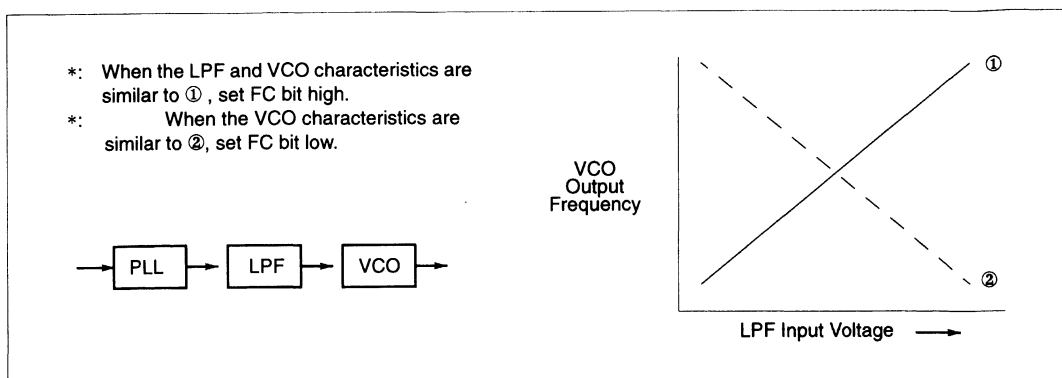 *: When the LPF and VCO characteristics are
similar to ①, set FC bit high.
*: When the VCO characteristics are
similar to ②, set FC bit low.
PLL
LPF
VCO
VCO
Output
Frequency
①
②
LPF Input Voltage